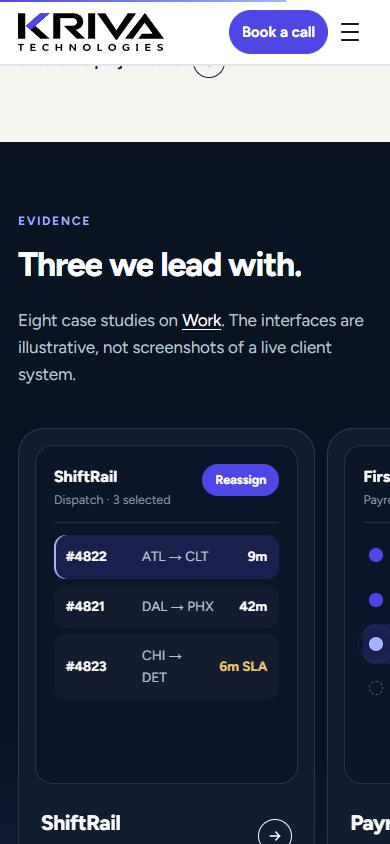 KRIVA
TECHNOLOGIES
Book a call
EVIDENCE
Three we lead with.
Eight case studies on Work. The interfaces are
illustrative, not screenshots of a live client
system.
ShiftRail
Reassign
Dispatch · 3 selected
#4822 ATL → CLT 9m
#4821 DAL → PHX 42m
#4823 CHI → DET 6m SLA
ShiftRail